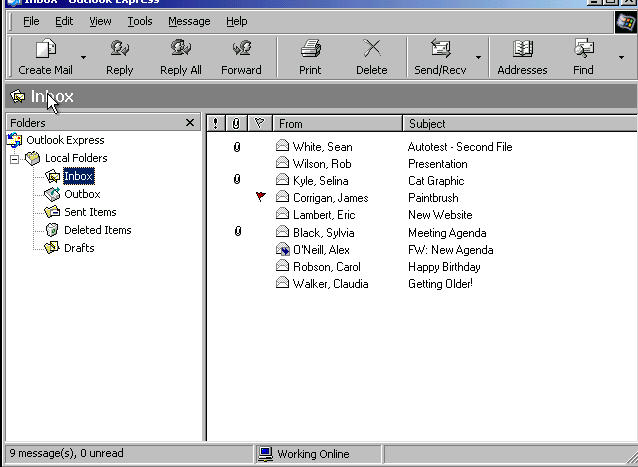 Inbox - Outlook Express
File Edit View Tools Message Help
Create Mail Reply Reply All Forward Print Delete Send/Recv Addresses Find
Inbox
Folders
Outlook Express
Local Folders
Inbox
Outbox
Sent Items
Deleted Items
Drafts
! From Subject
White, Sean Autotest - Second File
Wilson, Rob Presentation
Kyle, Selina Cat Graphic
Corrigan, James Paintbrush
Lambert, Eric New Website
Black, Sylvia Meeting Agenda
O'Neill, Alex FW: New Agenda
Robson, Carol Happy Birthday
Walker, Claudia Getting Older!
9 message(s), 0 unread Working Online